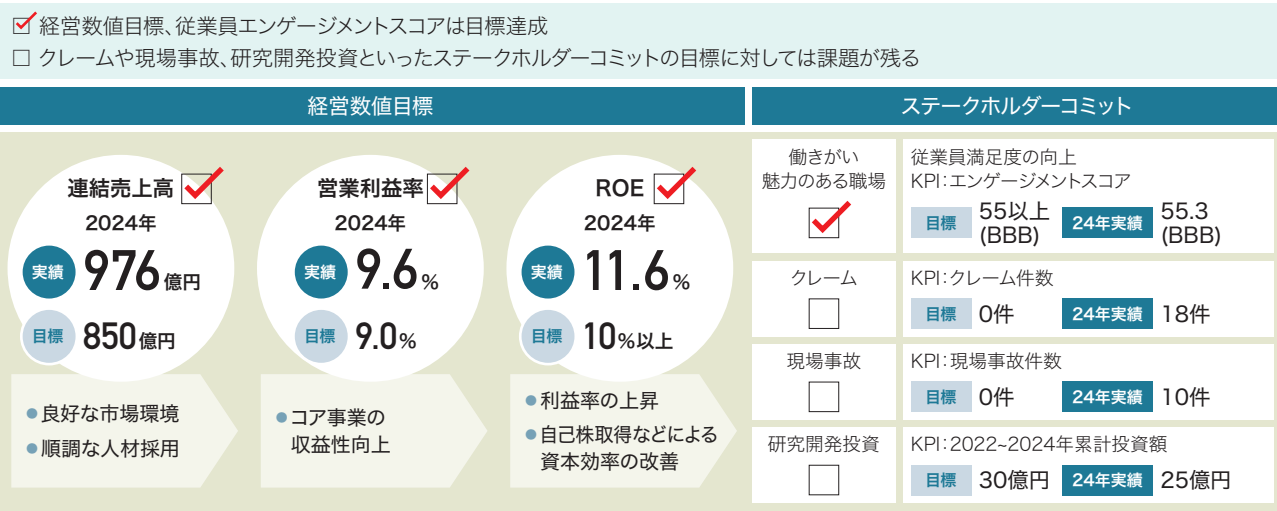 ☑ 経営数値目標、従業員エンゲージメントスコアは目標達成
□ クレームや現場事故、研究開発投資といったステークホルダーコミットの目標に対しては課題が残る
経営数値目標
連結売上高
2024年
実績 976億円
目標 850億円
●良好な市場環境
●順調な人材採用
営業利益率
2024年
実績 9.6%
目標 9.0%
●コア事業の
収益性向上
ROE
2024年
実績 11.6%
目標 10%以上
●利益率の上昇
●自己株取得などによる
資本効率の改善
ステークホルダーコミット
働きがい
魅力のある職場
従業員満足度の向上
KPI:エンゲージメントスコア
目標 55以上
(BBB)
24年実績 55.3
(BBB)
クレーム
KPI:クレーム件数
目標 0件 24年実績 18件
現場事故
KPI:現場事故件数
目標 0件 24年実績 10件
研究開発投資
KPI:2022~2024年累計投資額
目標 30億円 24年実績 25億円